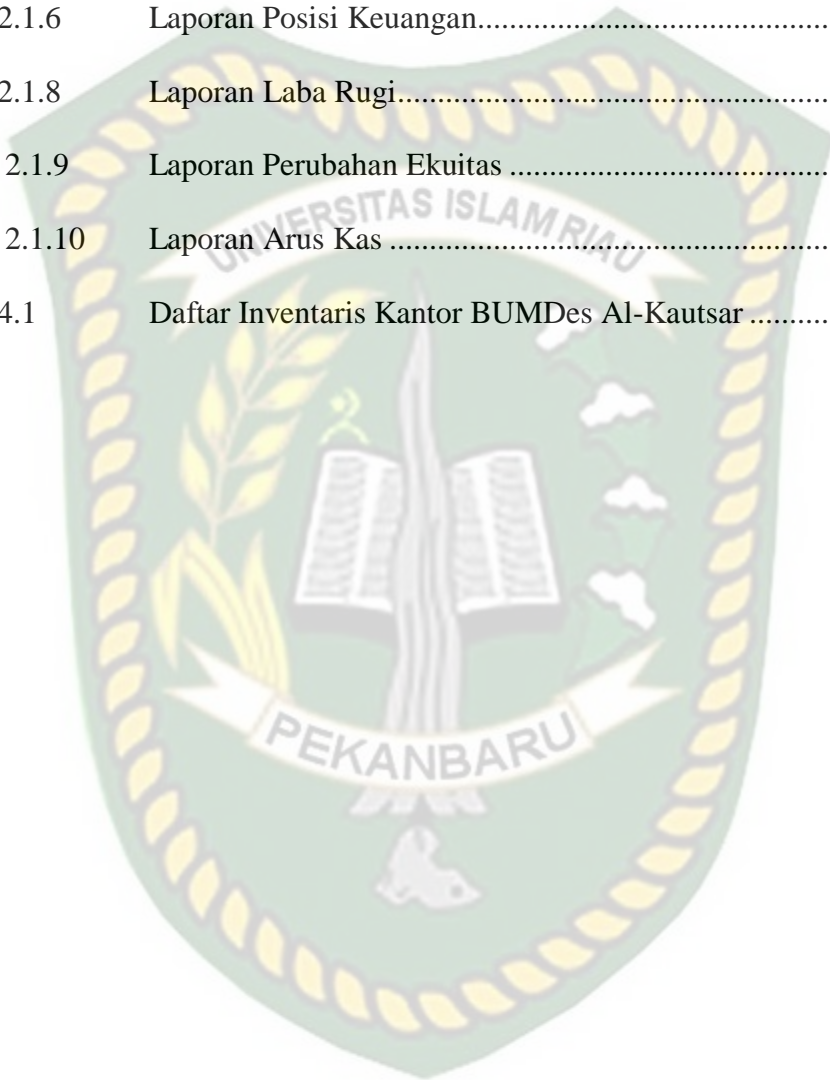 2.1.6 Laporan Posisi Keuangan.............................................
2.1.8 Laporan Laba Rugi........................................................
2.1.9 Laporan Perubahan Ekuitas .........................................
2.1.10 Laporan Arus Kas .........................................................
4.1 Daftar Inventaris Kantor BUMDes Al-Kautsar ..........
UNIVERSITAS ISLAM RIAU
PEKANBARU